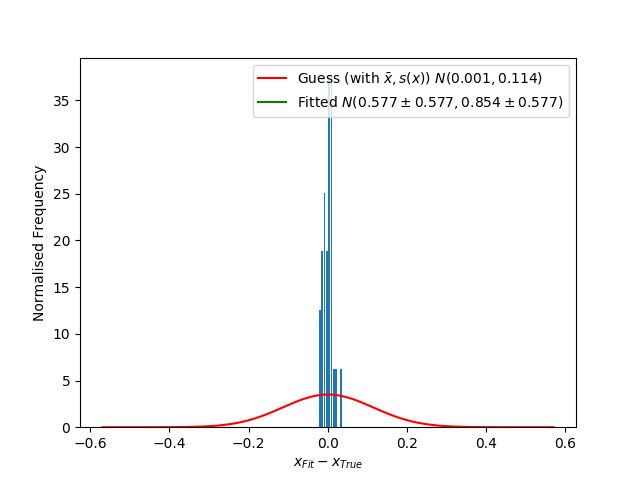 Guess (with x̄, s(x)) N(0.001, 0.114)
Fitted N(0.577 ± 0.577, 0.854 ± 0.577)
35
30
25
20
15
10
5
0
Normalised Frequency
−0.6 −0.4 −0.2 0.0 0.2 0.4 0.6
x_Fit − x_True